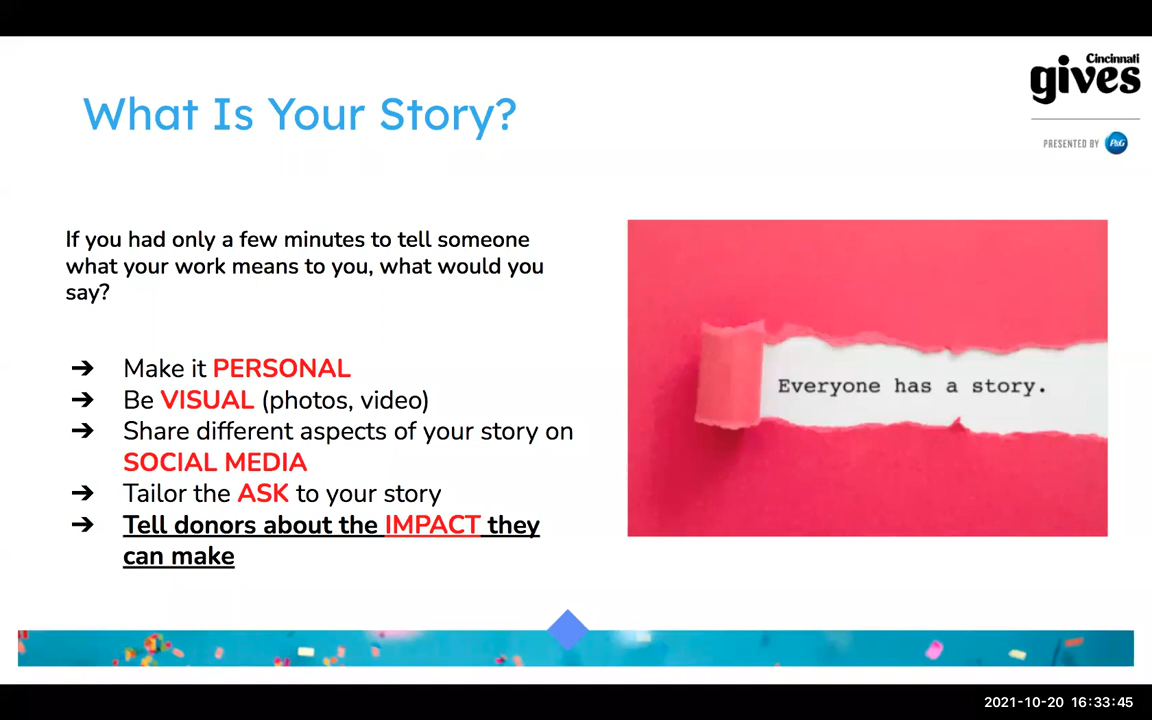 What Is Your Story?
Cincinnati
gives
PRESENTED BY P&G
If you had only a few minutes to tell someone
what your work means to you, what would you
say?
➔ Make it PERSONAL
➔ Be VISUAL (photos, video)
➔ Share different aspects of your story on
SOCIAL MEDIA
➔ Tailor the ASK to your story
➔ Tell donors about the IMPACT they
can make
Everyone has a story.
2021-10-20 16:33:45